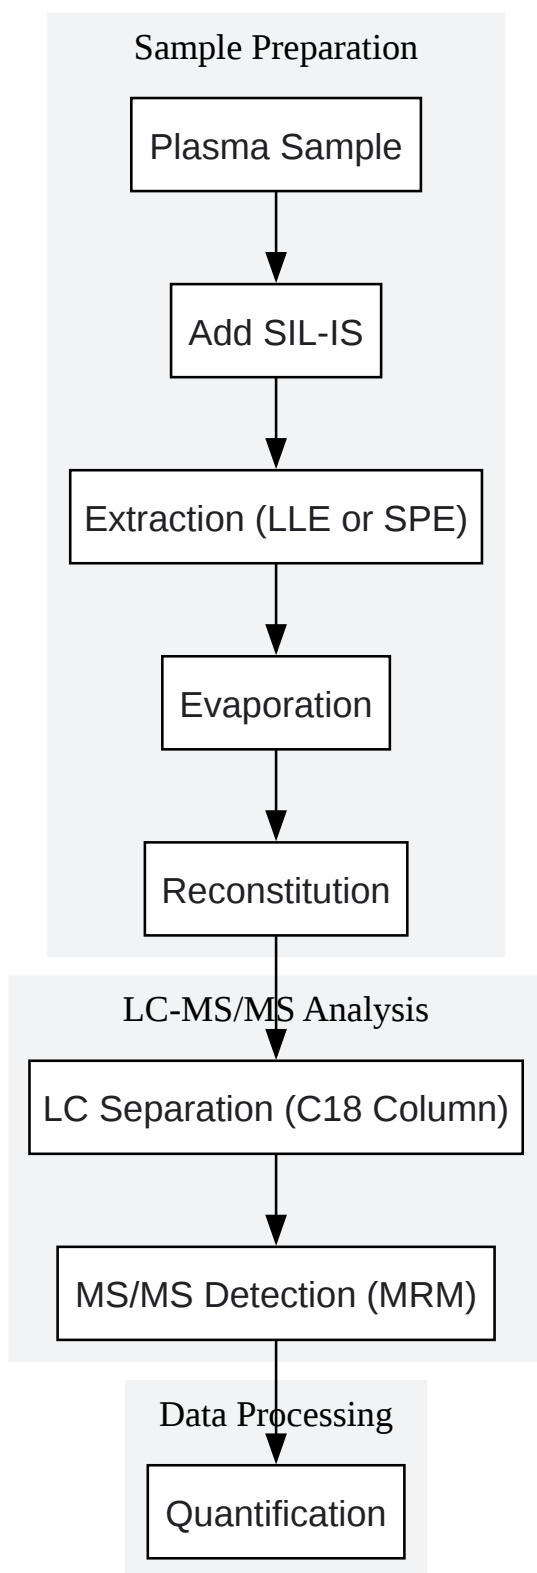 Sample Preparation
Plasma Sample
Add SIL-IS
Extraction (LLE or SPE)
Evaporation
Reconstitution
LC-MS/MS Analysis
LC Separation (C18 Column)
MS/MS Detection (MRM)
Data Processing
Quantification